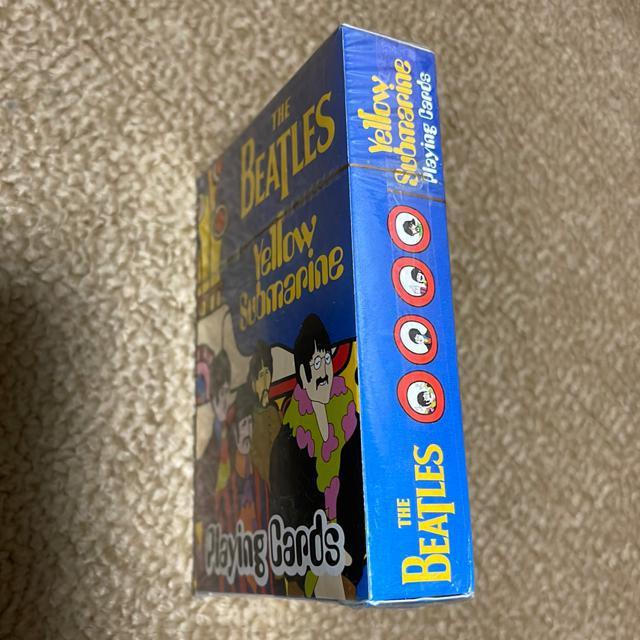 THE
BEATLES
Yellow
Submarine
Playing Cards
Yellow
Submarine
Playing Cards
THE
BEATLES